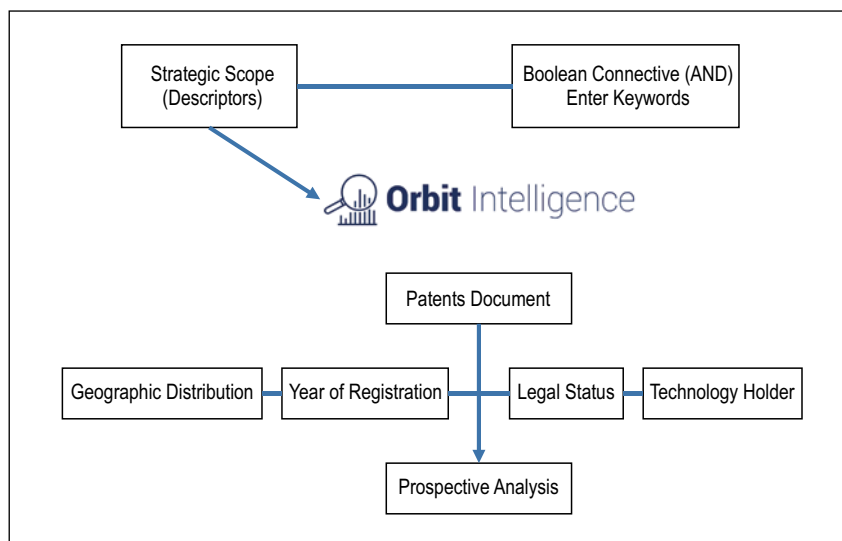 Strategic Scope
(Descriptors)
Boolean Connective (AND)
Enter Keywords
Orbit Intelligence
Patents Document
Geographic Distribution
Year of Registration
Legal Status
Technology Holder
Prospective Analysis